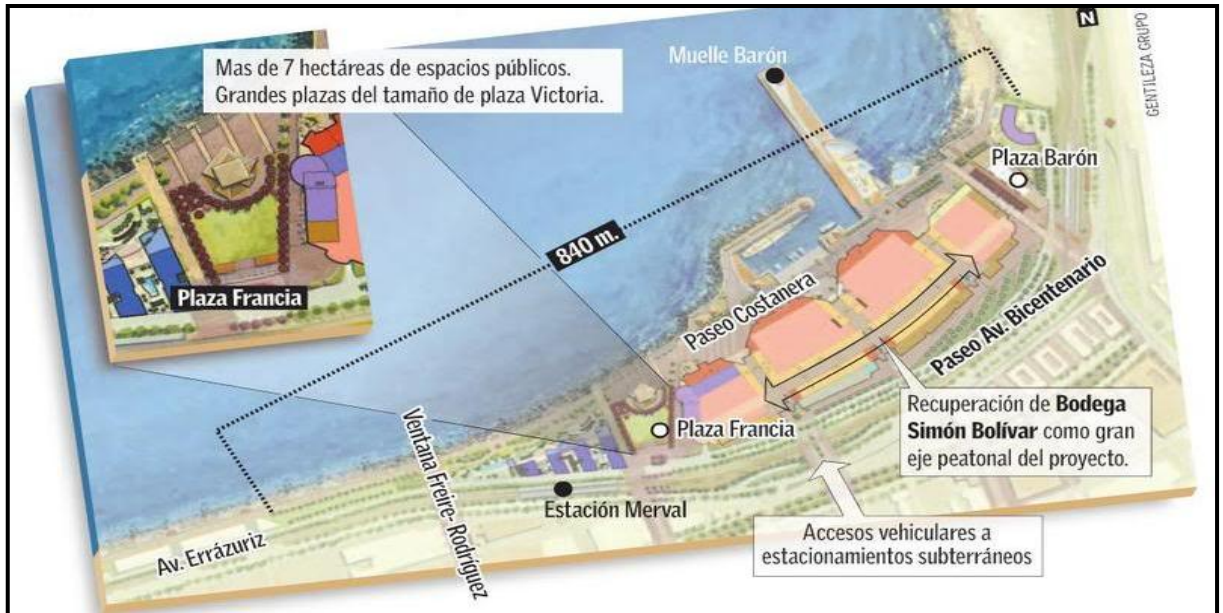 Mas de 7 hectáreas de espacios públicos.
Grandes plazas del tamaño de plaza Victoria.
Muelle Barón
N
GENTILEZA GRUPO
Plaza Barón
840 m.
Plaza Francia
Paseo Costanera
Paseo Av. Bicentenario
Recuperación de Bodega
Simón Bolívar como gran
eje peatonal del proyecto.
Plaza Francia
Ventana Freire- Rodríguez
Estación Merval
Av. Errázuriz
Accesos vehiculares a
estacionamientos subterráneos